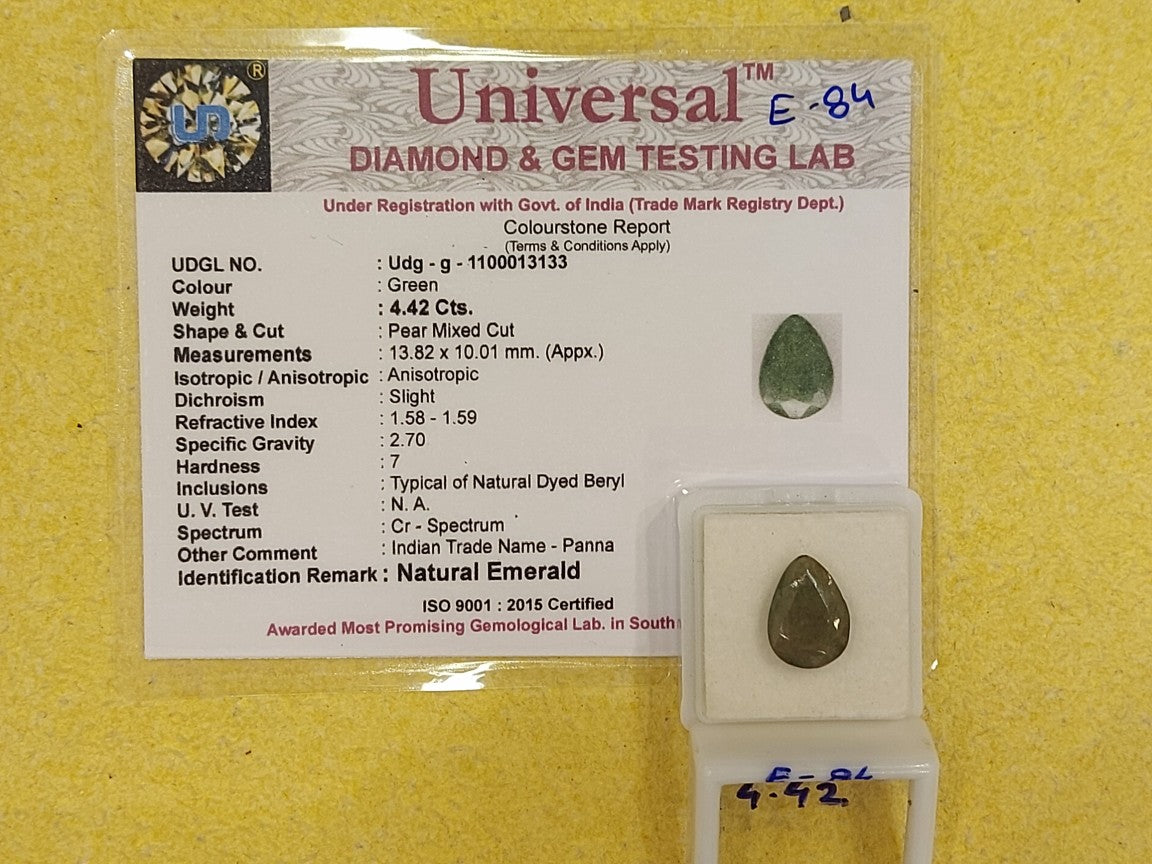 UD ®
Universal™ E-84
DIAMOND & GEM TESTING LAB
Under Registration with Govt. of India (Trade Mark Registry Dept.)
Colourstone Report
(Terms & Conditions Apply)
UDGL NO. : Udg - g - 1100013133
Colour : Green
Weight : 4.42 Cts.
Shape & Cut : Pear Mixed Cut
Measurements : 13.82 x 10.01 mm. (Appx.)
Isotropic / Anisotropic : Anisotropic
Dichroism : Slight
Refractive Index : 1.58 - 1.59
Specific Gravity : 2.70
Hardness : 7
Inclusions : Typical of Natural Dyed Beryl
U. V. Test : N. A.
Spectrum : Cr - Spectrum
Other Comment : Indian Trade Name - Panna
Identification Remark : Natural Emerald
ISO 9001 : 2015 Certified
Awarded Most Promising Gemological Lab. in South
4.42